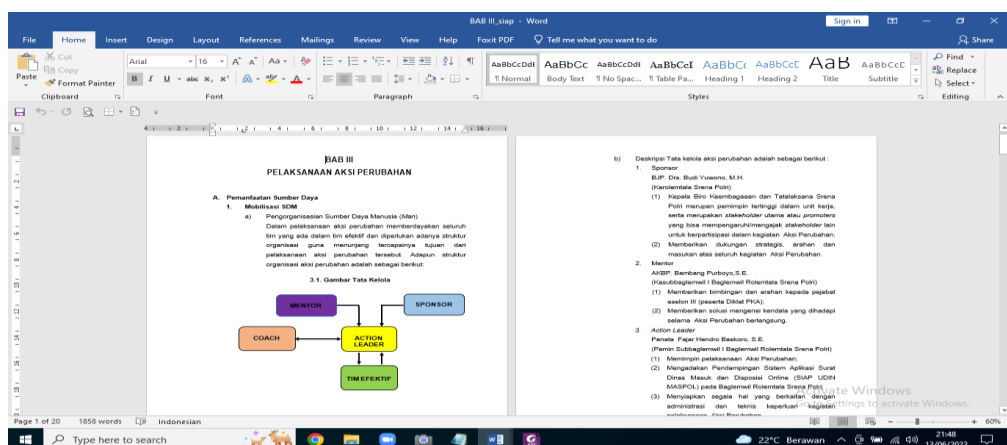 BAB III_siap - Word
Sign in
File Home Insert Design Layout References Mailings Review View Help Foxit PDF Tell me what you want to do Share
Cut
Copy
Format Painter
Paste
Clipboard
Arial 16
Font
Paragraph
AaBbCcDdI AaBbCc AaBbCcDdI AaBbCcI AaBbC( AaBbCcC AaB AaBbCcD
¶ Normal Body Text ¶ No Spac... ¶ Table Pa... Heading 1 Heading 2 Title Subtitle
Styles
Find
Replace
Select
Editing
BAB III
PELAKSANAAN AKSI PERUBAHAN
A. Pemanfaatan Sumber Daya
1. Mobilisasi SDM
a) Pengorganisasian Sumber Daya Manusia (Man)
Dalam pelaksanaan aksi perubahan memberdayakan seluruh
tim yang ada dalam tim efektif dan diperlukan adanya struktur
organisasi guna menunjang tercapainya tujuan dari
pelaksanaan aksi perubahan tersebut. Adapun struktur
organisasi aksi perubahan adalah sebagai berikut:
3.1. Gambar Tata Kelola
MENTOR
SPONSOR
COACH
ACTION
LEADER
TIM EFEKTIF
b) Deskripsi Tata kelola aksi perubahan adalah sebagai berikut :
1. Sponsor
BJP. Drs. Budi Yuwono, M.H.
(Karolemtala Srena Polri)
(1) Kepala Biro Kelembagaan dan Tatalaksana Srena
Polri merupan pemimpin tertinggi dalam unit kerja,
serta merupakan stakeholder utama atau promoters
yang bisa mempengaruhi/mengajak stakeholder lain
untuk berpartisipasi dalam kegiatan Aksi Perubahan;
(2) Memberikan dukungan strategis, arahan dan
masukan atas seluruh kegiatan Aksi Perubahan.
2. Mentor
AKBP. Bambang Purboyo,S.E.
(Kasubbaglemwil I Baglemwil Rolemtala Srena Polri)
(1) Memberikan bimbingan dan arahan kepada pejabat
eselon III (peserta Diklat PKA);
(2) Memberikan solusi mengenai kendala yang dihadapi
selama Aksi Perubahan berlangsung.
3. Action Leader
Penata Fajar Hendro Baskoro, S.E.
(Pamin Subbaglemwil I Baglemwil Rolemtala Srena Polri)
(1) Memimpin pelaksanaan Aksi Perubahan;
(2) Mengadakan Pendampingan Sistem Aplikasi Surat
Dinas Masuk dan Disposisi Online (SIAP UDIN
MASPOL) pada Baglemwil Rolemtala Srena Polri;
(3) Menyiapkan segala hal yang berkaitan dengan
administrasi dan teknis keperluan kegiatan
Activate Windows
Go to Settings to activate Windows.
Page 1 of 20 1858 words Indonesian
60%
Type here to search
22°C Berawan
21:48
13/06/2022